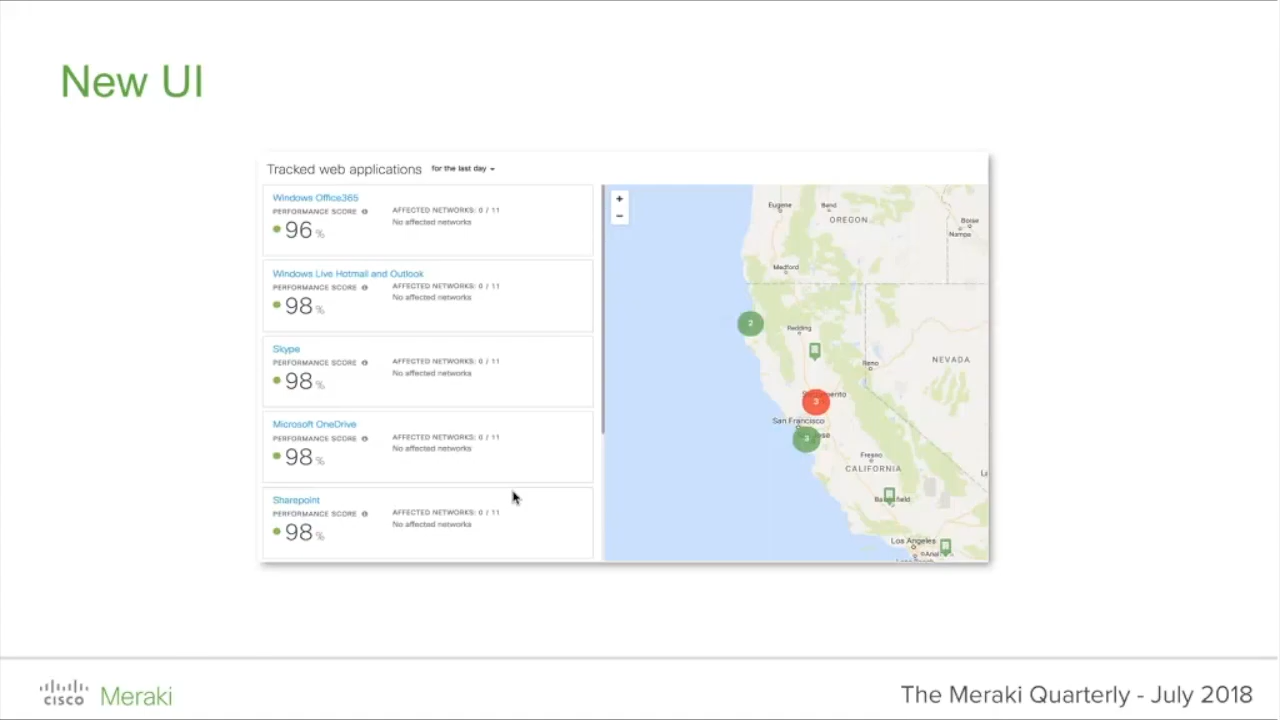 New UI
Tracked web applications for the last day
Windows Office365
PERFORMANCE SCORE
96 %
AFFECTED NETWORKS: 0 / 11
No affected networks
Windows Live Hotmail and Outlook
PERFORMANCE SCORE
98 %
AFFECTED NETWORKS: 0 / 11
No affected networks
Skype
PERFORMANCE SCORE
98 %
AFFECTED NETWORKS: 0 / 11
No affected networks
Microsoft OneDrive
PERFORMANCE SCORE
98 %
AFFECTED NETWORKS: 0 / 11
No affected networks
Sharepoint
PERFORMANCE SCORE
98 %
AFFECTED NETWORKS: 0 / 11
No affected networks
+
−
Eugene
Bend
OREGON
Boise
Nampa
Medford
2
Redding
Reno
NEVADA
3
San Francisco
3
Fresno
CALIFORNIA
Los Angeles
CISCO Meraki
The Meraki Quarterly - July 2018